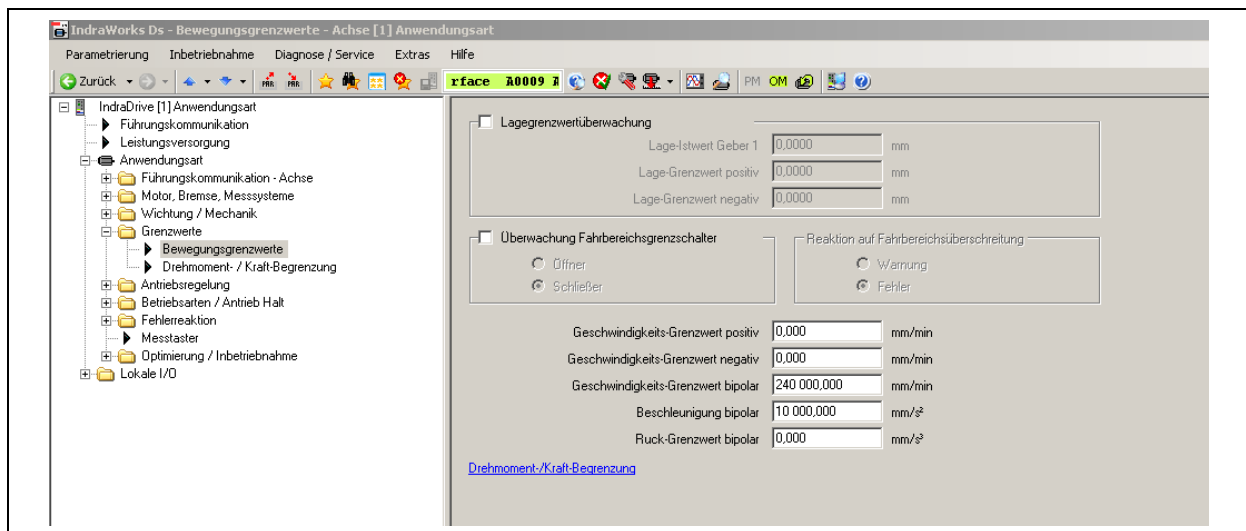 IndraWorks Ds - Bewegungsgrenzwerte - Achse [1] Anwendungsart
Parametrierung Inbetriebnahme Diagnose / Service Extras Hilfe
Zurück PAR. PAR. rface A0009 A PM OM
IndraDrive [1] Anwendungsart
Führungskommunikation
Leistungsversorgung
Anwendungsart
Führungskommunikation - Achse
Motor, Bremse, Messsysteme
Wichtung / Mechanik
Grenzwerte
Bewegungsgrenzwerte
Drehmoment- / Kraft-Begrenzung
Antriebsregelung
Betriebsarten / Antrieb Halt
Fehlerreaktion
Messtaster
Optimierung / Inbetriebnahme
Lokale I/O
Lagegrenzwertüberwachung
Lage-Istwert Geber 1 0,0000 mm
Lage-Grenzwert positiv 0,0000 mm
Lage-Grenzwert negativ 0,0000 mm
Überwachung Fahrbereichsgrenzschalter
Öffner
Schließer
Reaktion auf Fahrbereichsüberschreitung
Warnung
Fehler
Geschwindigkeits-Grenzwert positiv 0,000 mm/min
Geschwindigkeits-Grenzwert negativ 0,000 mm/min
Geschwindigkeits-Grenzwert bipolar 240 000,000 mm/min
Beschleunigung bipolar 10 000,000 mm/s²
Ruck-Grenzwert bipolar 0,000 mm/s³
Drehmoment-/Kraft-Begrenzung